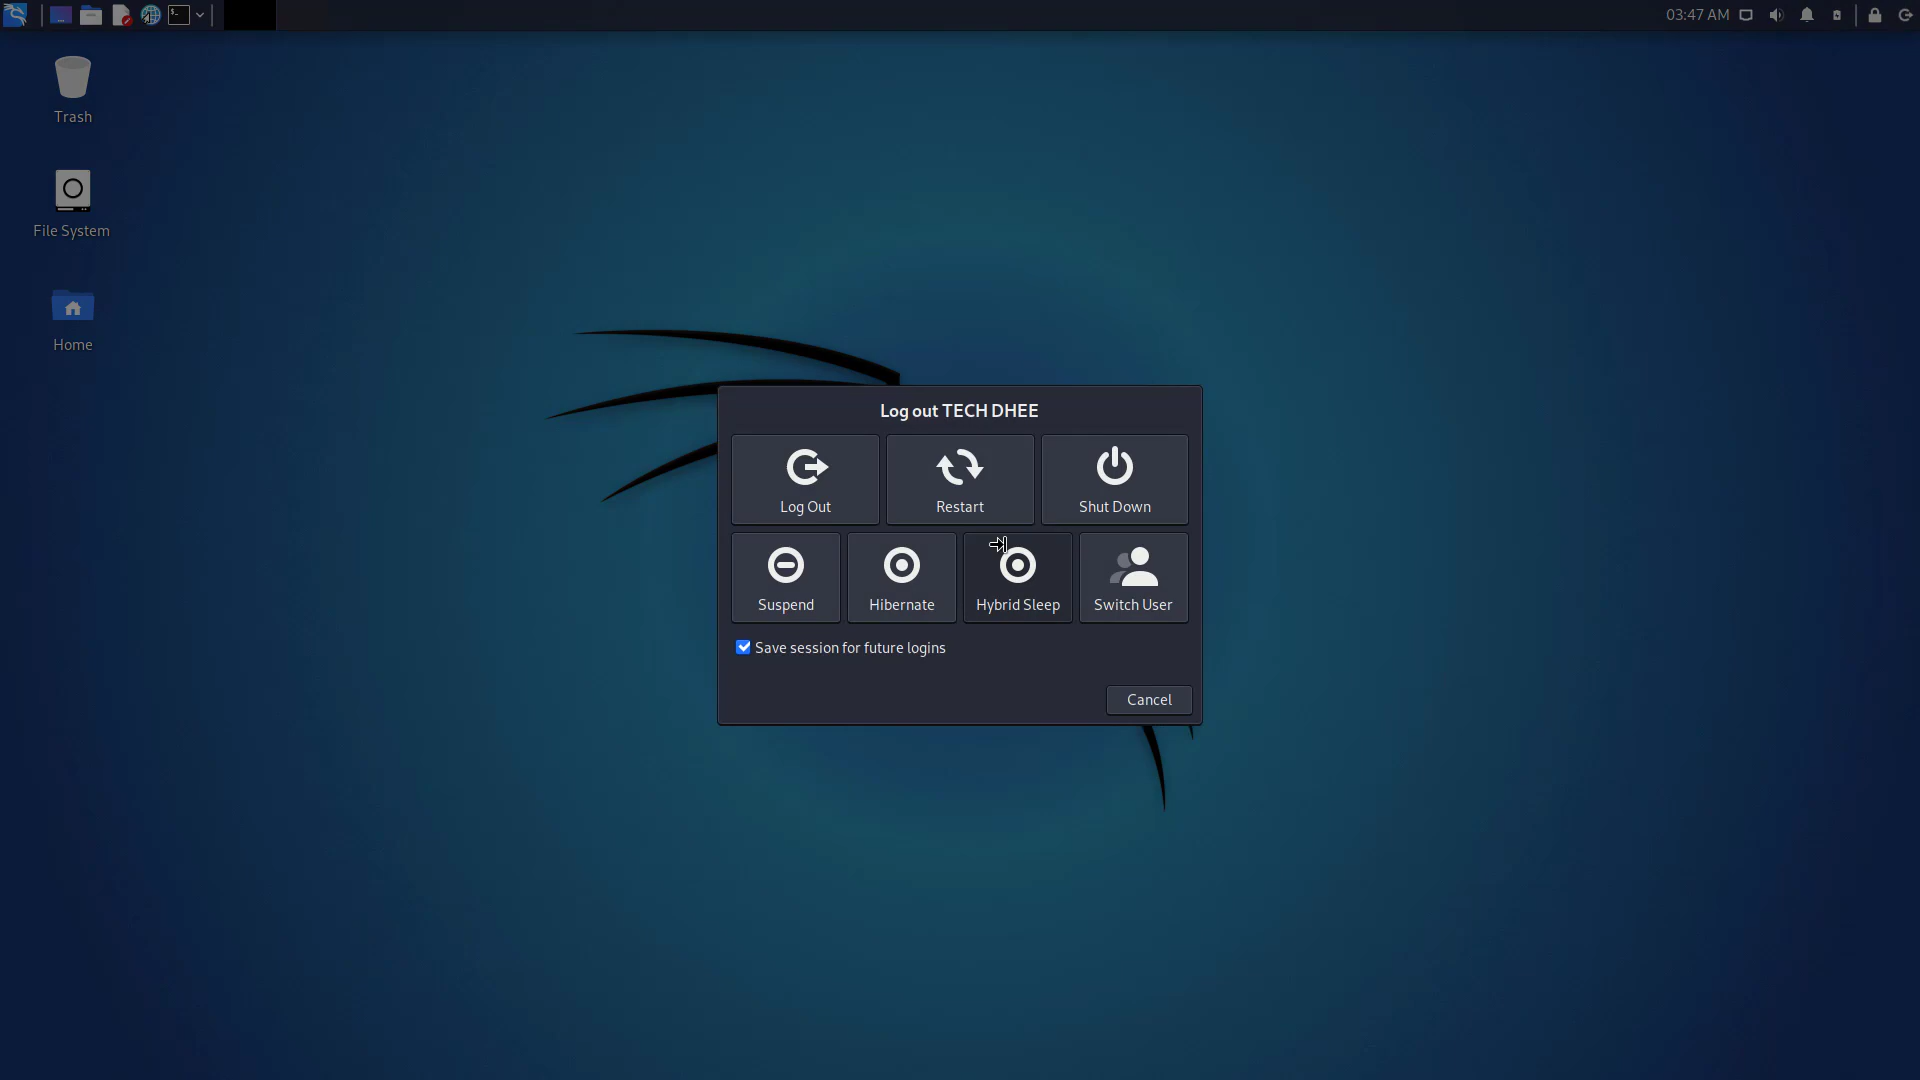 03:47 AM
Trash
File System
Home
Log out TECH DHEE
Log Out
Restart
Shut Down
Suspend
Hibernate
Hybrid Sleep
Switch User
Save session for future logins
Cancel